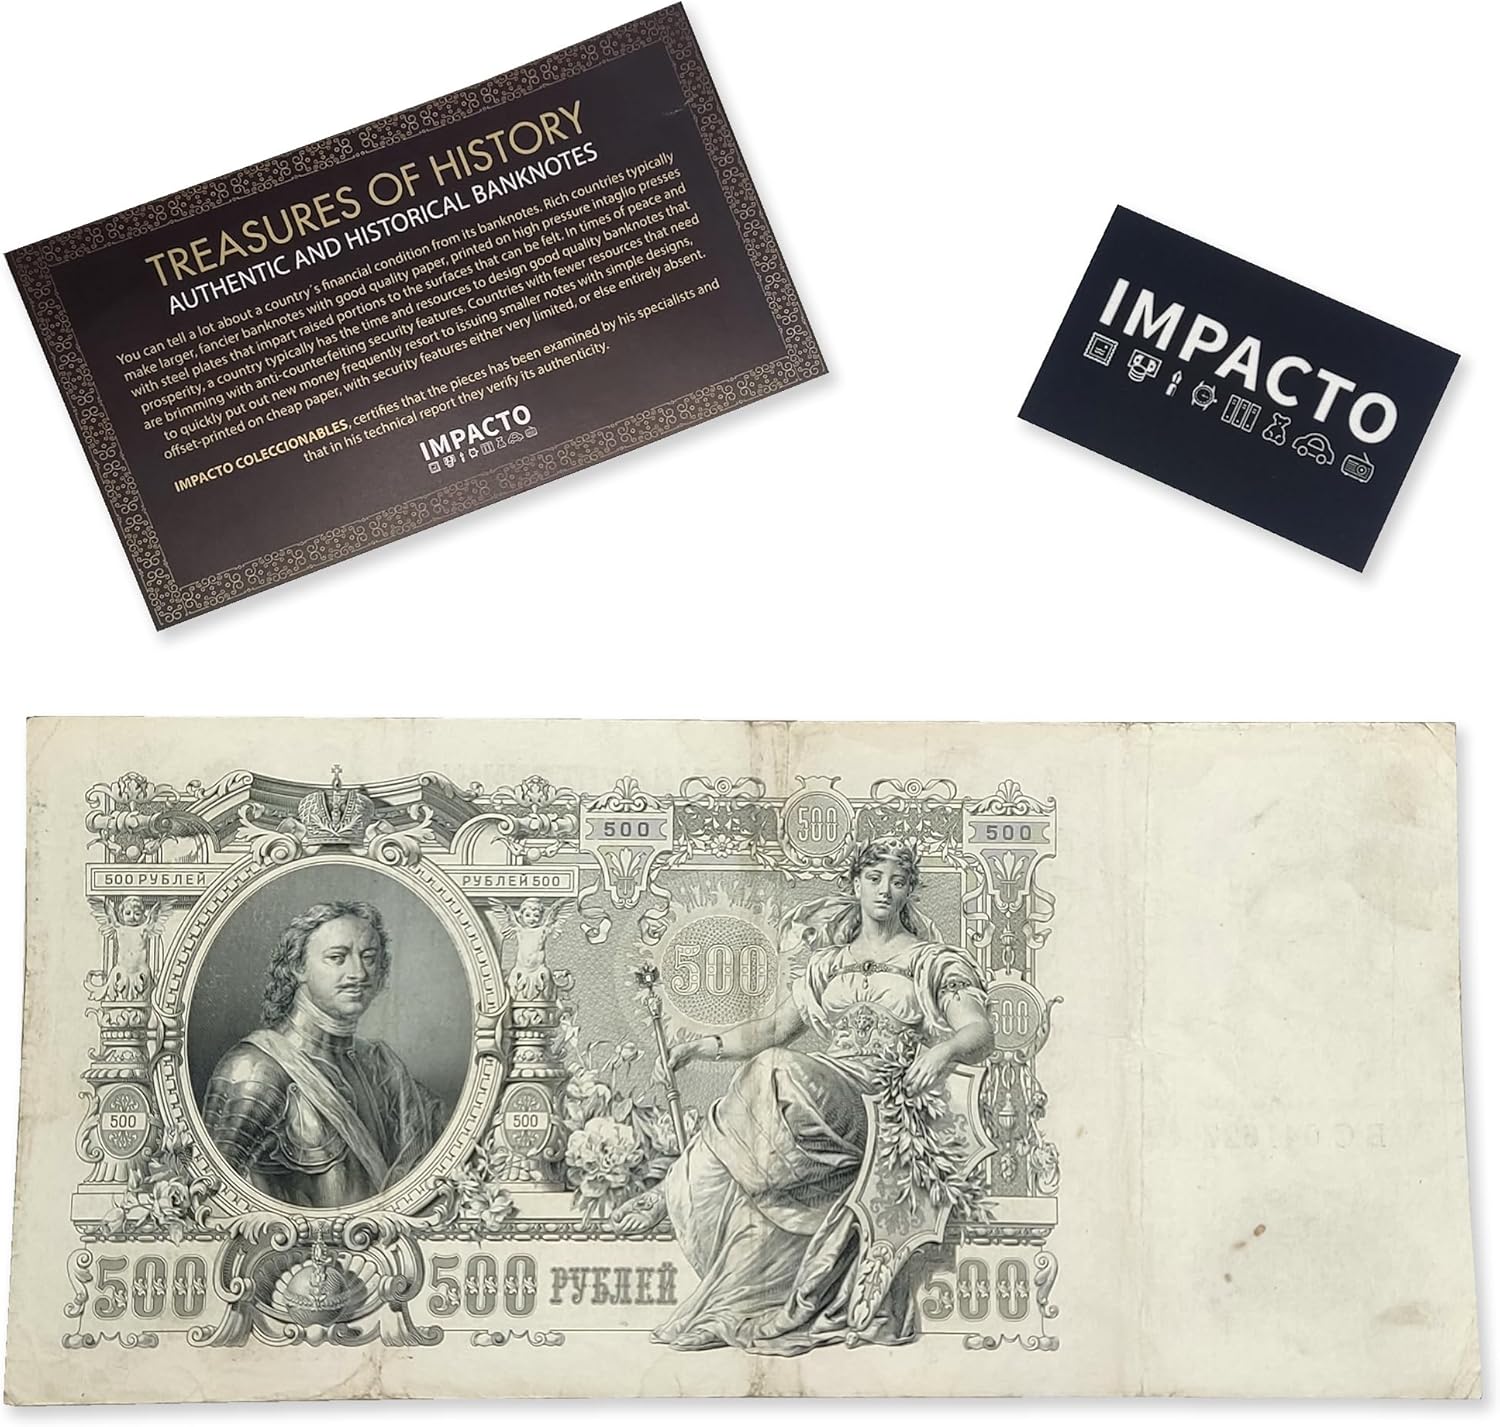 TREASURES OF HISTORY
AUTHENTIC AND HISTORICAL BANKNOTES
You can tell a lot about a country´s financial condition from its banknotes. Rich countries typically
make larger, fancier banknotes with good quality paper, printed on high pressure intaglio presses
with steel plates that impart raised portions to the surfaces that can be felt. In times of peace and
prosperity, a country typically has the time and resources to design good quality banknotes that
are brimming with anti-counterfeiting security features. Countries with fewer resources that need
to quickly put out new money frequently resort to issuing smaller notes with simple designs,
offset-printed on cheap paper, with security features either very limited, or else entirely absent.
IMPACTO COLECCIONABLES, certifies that the pieces has been examined by his specialists and
that in his technical report they verify its authenticity.
IMPACTO
IMPACTO
500
500
500
500 РУБЛЕЙ
РУБЛЕЙ 500
500
500
500
500
500
500 РУБЛЕЙ
500